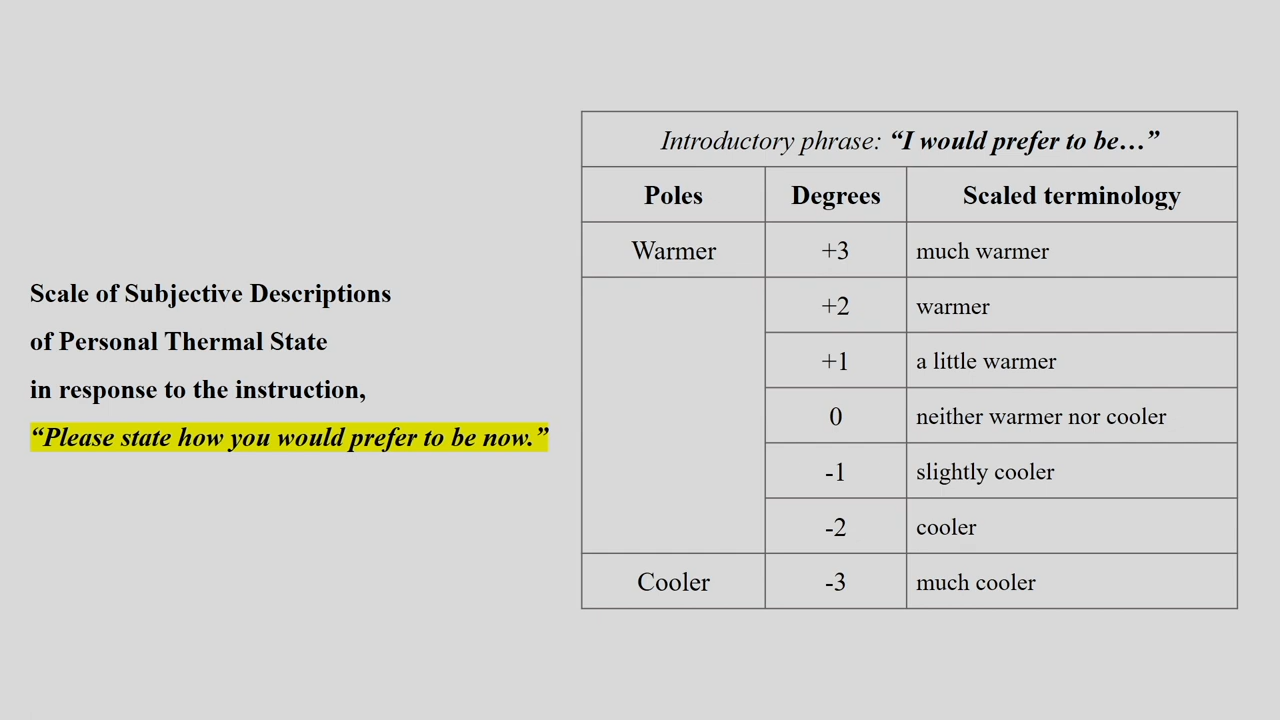 Scale of Subjective Descriptions
of Personal Thermal State
in response to the instruction,
“Please state how you would prefer to be now.”
Introductory phrase: “I would prefer to be…”
Poles Degrees Scaled terminology
Warmer +3 much warmer
+2 warmer
+1 a little warmer
0 neither warmer nor cooler
-1 slightly cooler
-2 cooler
Cooler -3 much cooler